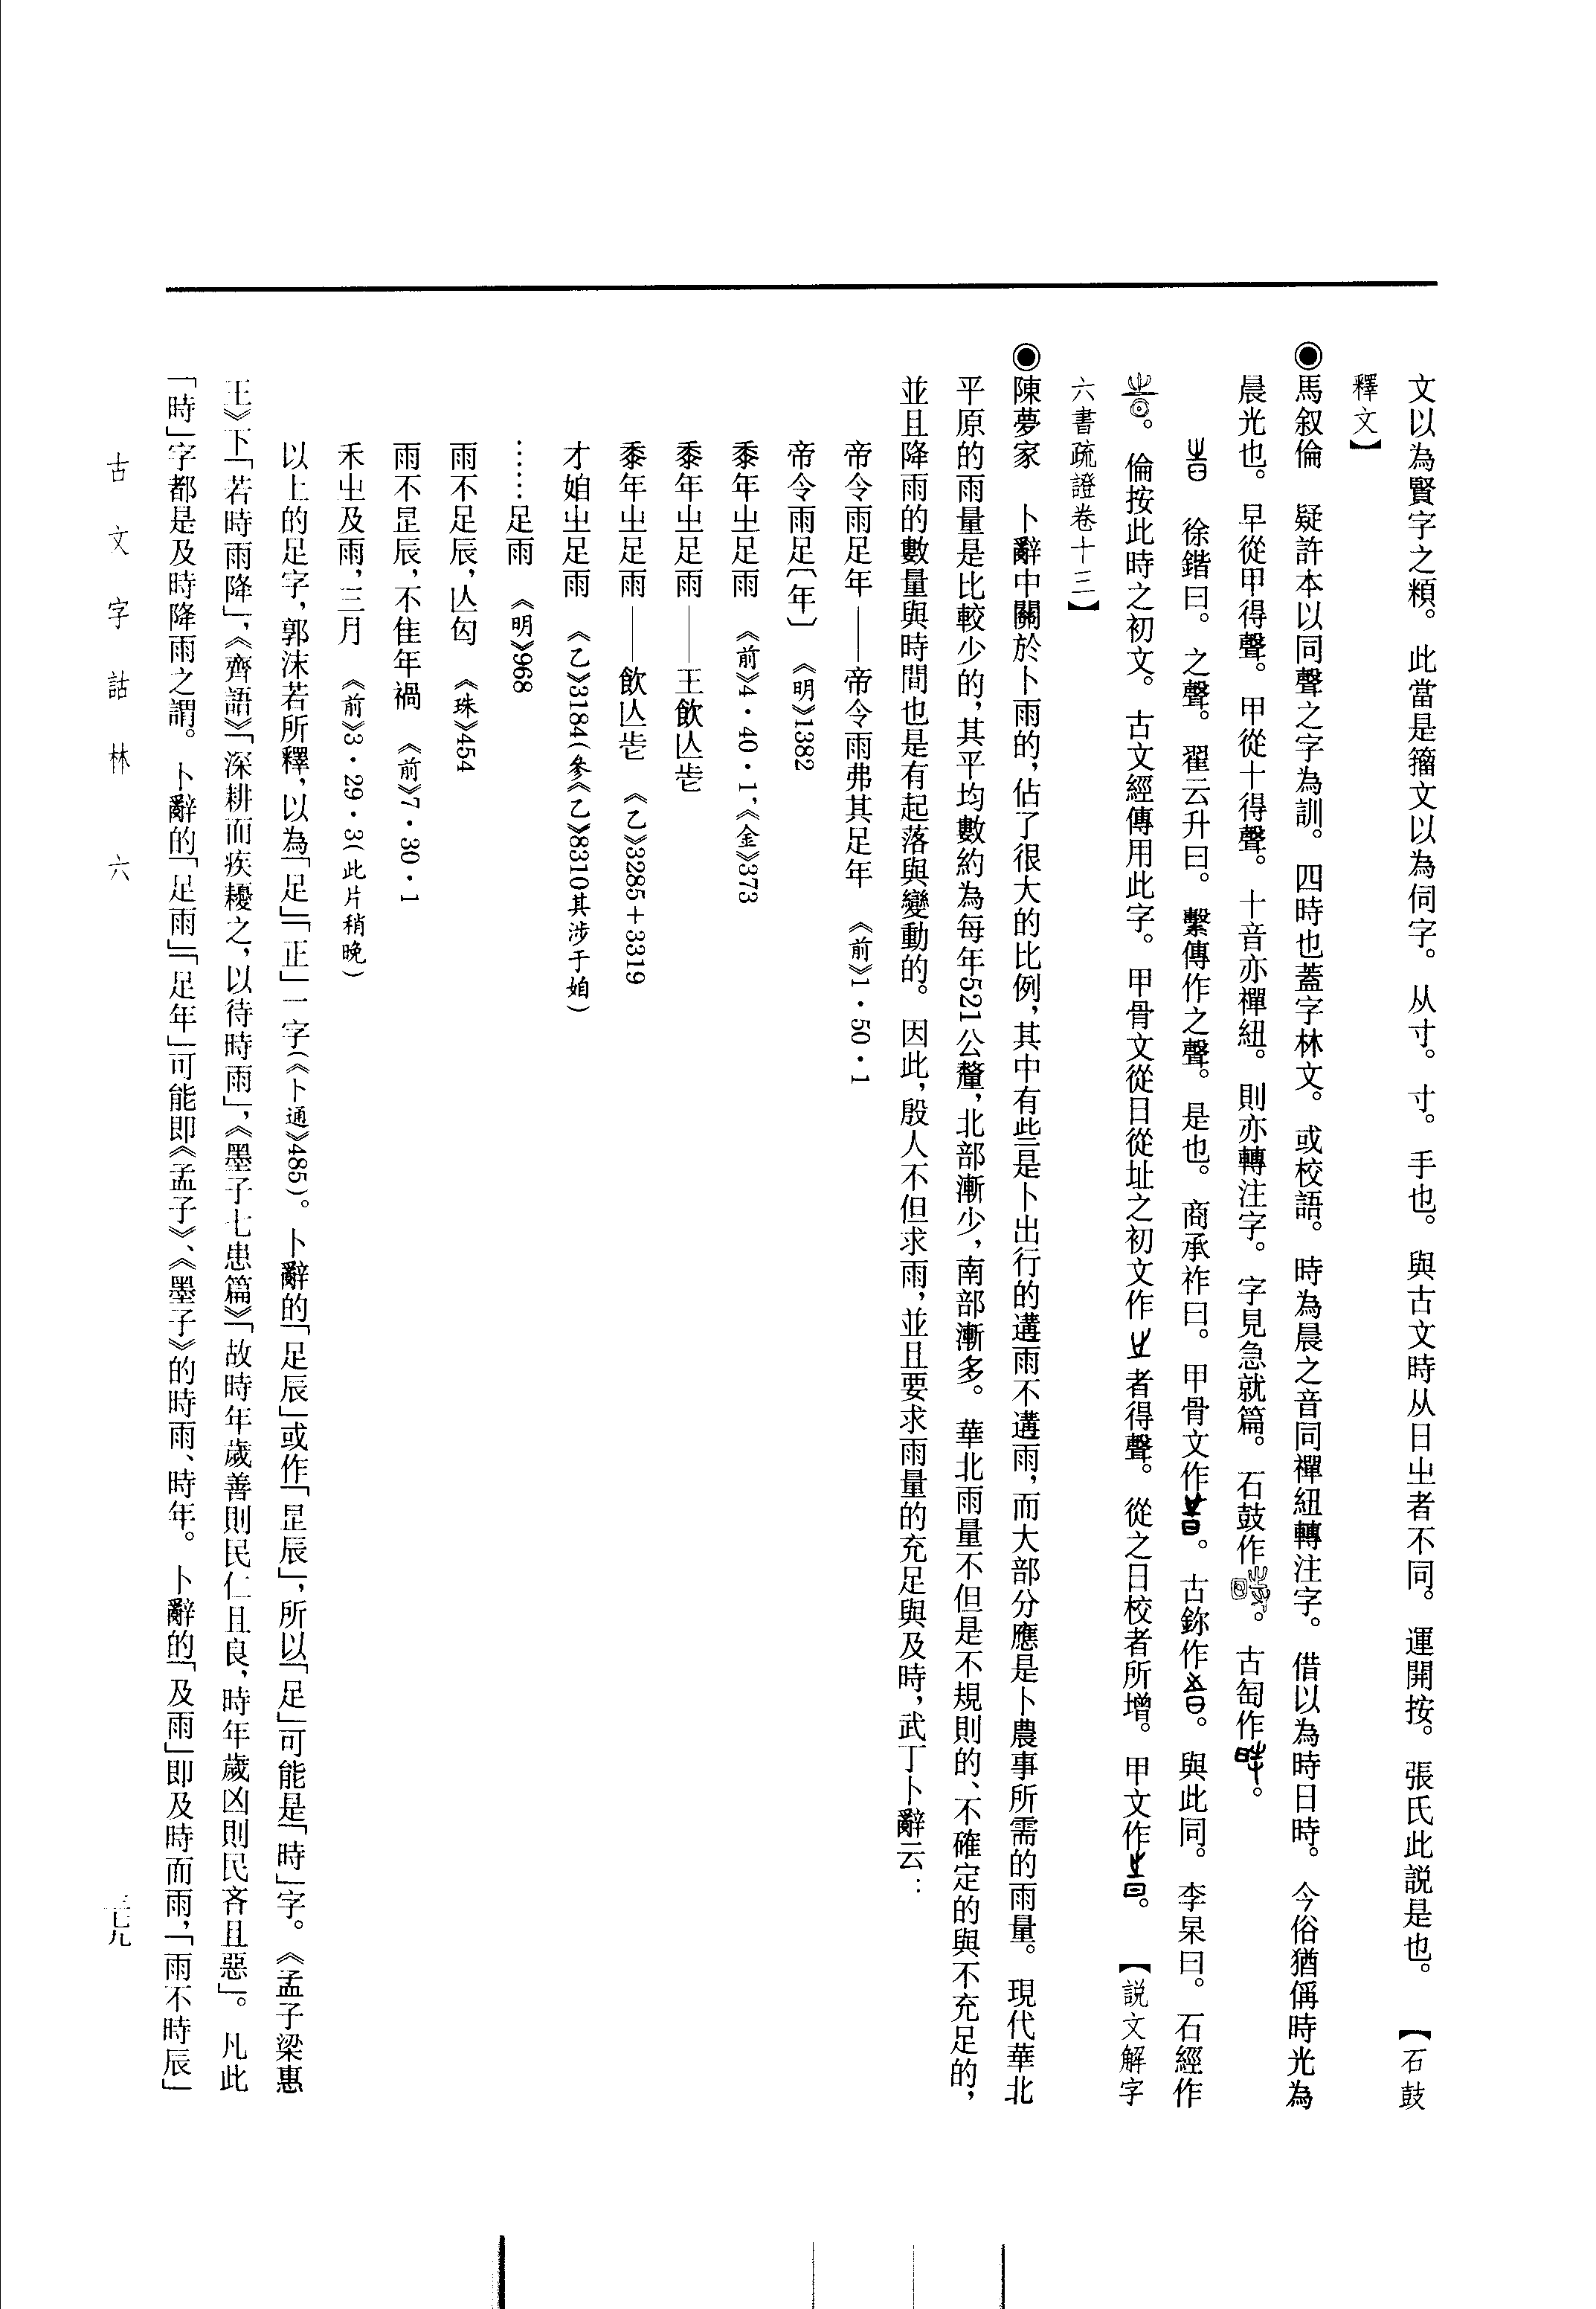 文以為賢字之頪。此當是籀文以為伺字。从寸。寸。手也。與古文時从日㞢者不同。運開按。張氏此説是也。【石鼓
釋文】
◉馬叙倫　疑許本以同聲之字為訓。四時也蓋字林文。或校語。時為晨之音同禪紐轉注字。借以為時日時。今俗猶偁時光為
晨光也。早從甲得聲。甲從十得聲。十音亦禪紐。則亦轉注字。字見急就篇。石鼓作。古匋作。
徐鍇曰。之聲。翟云升曰。繫傳作之聲。是也。商承祚曰。甲骨文作。古鉨作。與此同。李杲曰。石經作
。倫按此時之初文。古文經傳用此字。甲骨文從日從址之初文作者得聲。從之日校者所增。甲文作。【説文解字
六書疏證卷十三】
◉陳夢家　卜辭中關於卜雨的，佔了很大的比例，其中有些是卜出行的遘雨不遘雨，而大部分應是卜農事所需的雨量。現代華北
平原的雨量是比較少的，其平均數約為每年521公釐，北部漸少，南部漸多。華北雨量不但是不規則的、不確定的與不充足的，
並且降雨的數量與時間也是有起落與變動的。因此，殷人不但求雨，並且要求雨量的充足與及時，武丁卜辭云：
帝令雨足年——帝令雨弗其足年　《前》1·50·1
帝令雨足〔年〕　《明》1382
黍年㞢足雨　《前》4·40·1，《金》373
黍年㞢足雨——王飲亾𡆥
黍年㞢足雨——飲亾　《乙》3285＋3319
才妣㞢足雨　《乙》3184（參《乙》8310其涉于妣）
……足雨　《明》968
雨不足辰，亾匄　《珠》454
雨不昰辰，不隹年禍　《前》7·30·1
禾㞢及雨，三月　《前》3·29·3（此片稍晚）
以上的足字，郭沫若所釋，以為「足」「正」一字（《卜通》485）。卜辭的「足辰」或作「昰辰」，所以「足」可能是「時」字。《孟子梁惠
王》下「若時雨降」，《齊語》「深耕而疾耰之，以待時雨」，《墨子七患篇》「故時年歲善則民仁且良，時年歲凶則民吝且惡」。凡此
「時」字都是及時降雨之謂。卜辭的「足雨」「足年」可能即《孟子》、《墨子》的時雨、時年。卜辭的「及雨」即及時而雨，「雨不時辰」
古文字詁林　六
三七九